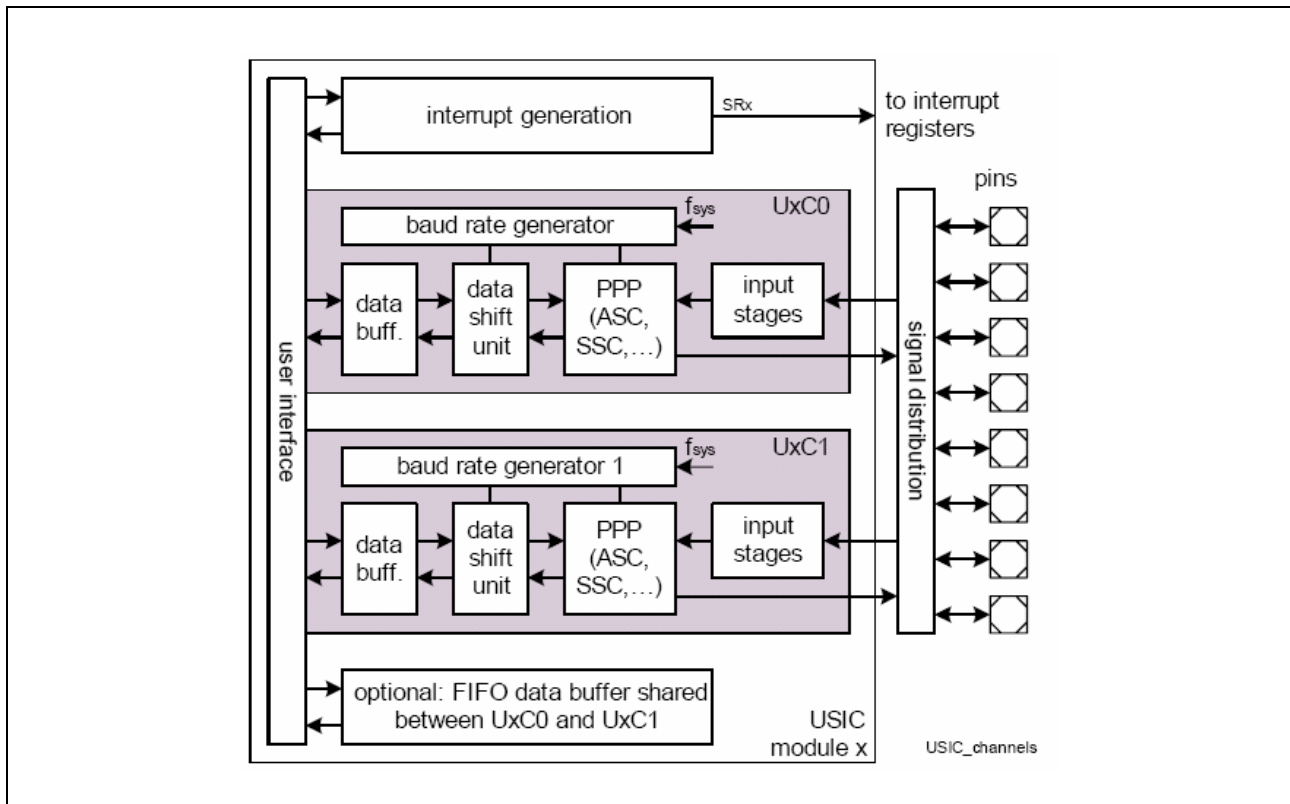 interrupt generation
SRx
to interrupt
registers
pins
fsys
UxC0
baud rate generator
data
buff.
data
shift
unit
PPP
(ASC,
SSC,...)
input
stages
user interface
signal distribution
fsys
UxC1
baud rate generator 1
data
buff.
data
shift
unit
PPP
(ASC,
SSC,...)
input
stages
optional: FIFO data buffer shared
between UxC0 and UxC1
USIC
module x
USIC_channels